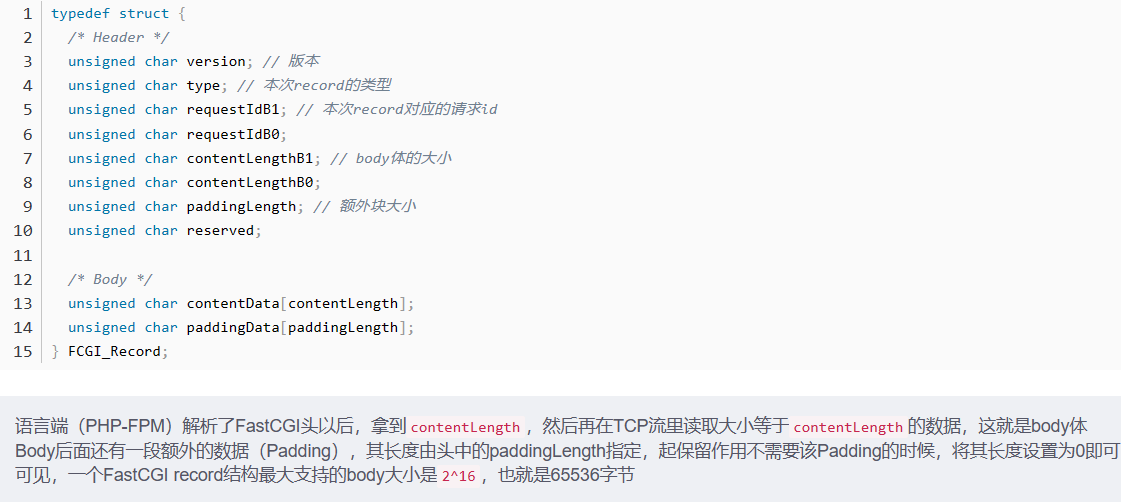 1 typedef struct {
2 /* Header */
3 unsigned char version; // 版本
4 unsigned char type; // 本次record的类型
5 unsigned char requestIdB1; // 本次record对应的请求id
6 unsigned char requestIdB0;
7 unsigned char contentLengthB1; // body体的大小
8 unsigned char contentLengthB0;
9 unsigned char paddingLength; // 额外块大小
10 unsigned char reserved;
11
12 /* Body */
13 unsigned char contentData[contentLength];
14 unsigned char paddingData[paddingLength];
15 } FCGI_Record;
语言端（PHP-FPM）解析了FastCGI头以后，拿到 contentLength ，然后再在TCP流里读取大小等于 contentLength 的数据，这就是body体
Body后面还有一段额外的数据（Padding），其长度由头中的paddingLength指定，起保留作用不需要该Padding的时候，将其长度设置为0即可
可见，一个FastCGI record结构最大支持的body大小是 2^16 ，也就是65536字节